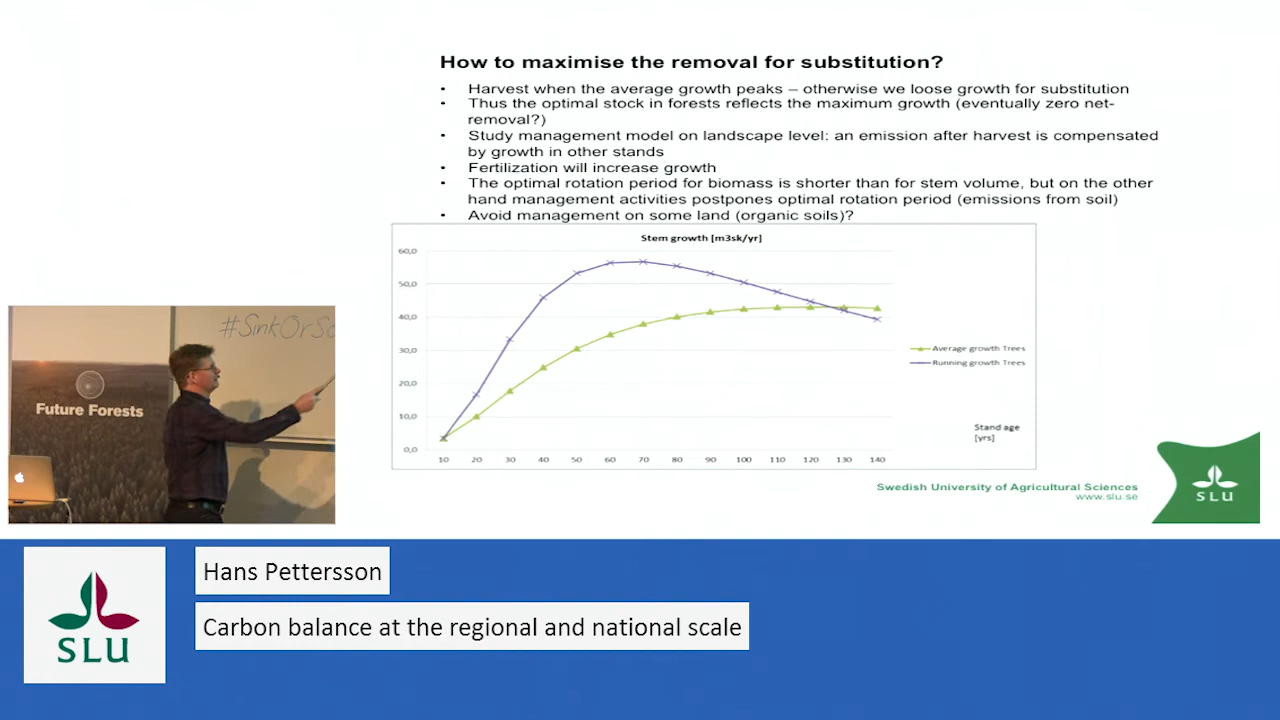 How to maximise the removal for substitution?
• Harvest when the average growth peaks – otherwise we loose growth for substitution
• Thus the optimal stock in forests reflects the maximum growth (eventually zero net-
removal?)
• Study management model on landscape level: an emission after harvest is compensated
by growth in other stands
• Fertilization will increase growth
• The optimal rotation period for biomass is shorter than for stem volume, but on the other
hand management activities postpones optimal rotation period (emissions from soil)
• Avoid management on some land (organic soils)?
Stem growth [m3sk/yr]
60,0
50,0
40,0
30,0
20,0
10,0
0,0
10 20 30 40 50 60 70 80 90 100 110 120 130 140
Average growth Trees
Running growth Trees
Stand age
[yrs]
#SinkOrSo
Future Forests
Swedish University of Agricultural Sciences
www.slu.se
SLU
SLU
Hans Pettersson
Carbon balance at the regional and national scale